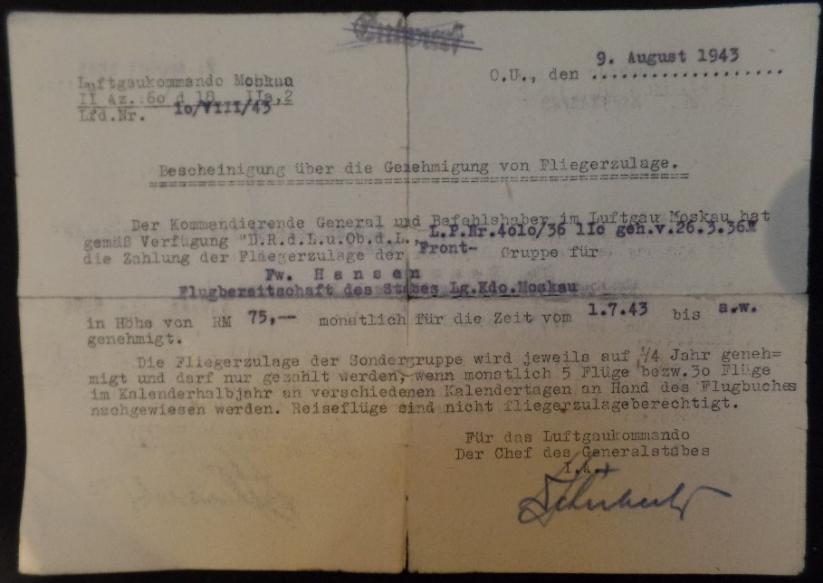 Entwurf
9. August 1943
Luftgaukommando Moskau
O.U., den ....................
II Az. 60 d 18 IIa,2
Lfd.Nr. 1o/VIII/43
Bescheinigung über die Genehmigung von Fliegerzulage.
Der Kommandierende General und Befehlshaber im Luftgau Moskau hat
gemäß Verfügung "D.R.d.L.u.Ob.d.L., L.P.Nr.4o1o/36 IIo geh.v.26.3.36"
die Zahlung der Fliegerzulage der Front- Gruppe für
Fw. Hansen
Flugbereitschaft des Stabes Lg.Kdo.Moskau
in Höhe von RM 75,-- monatlich für die Zeit vom 1.7.43 bis a.w.
genehmigt.
Die Fliegerzulage der Sondergruppe wird jeweils auf 1/4 Jahr geneh=
migt und darf nur gezahlt werden, wenn monatlich 5 Flüge bezw.3o Flüge
im Kalenderhalbjahr an verschiedenen Kalendertagen an Hand des Flugbuches
nachgewiesen werden. Reiseflüge sind nicht fliegerzulageberechtigt.
Für das Luftgaukommando
Der Chef des Generalstabes
I.A.
Schubert